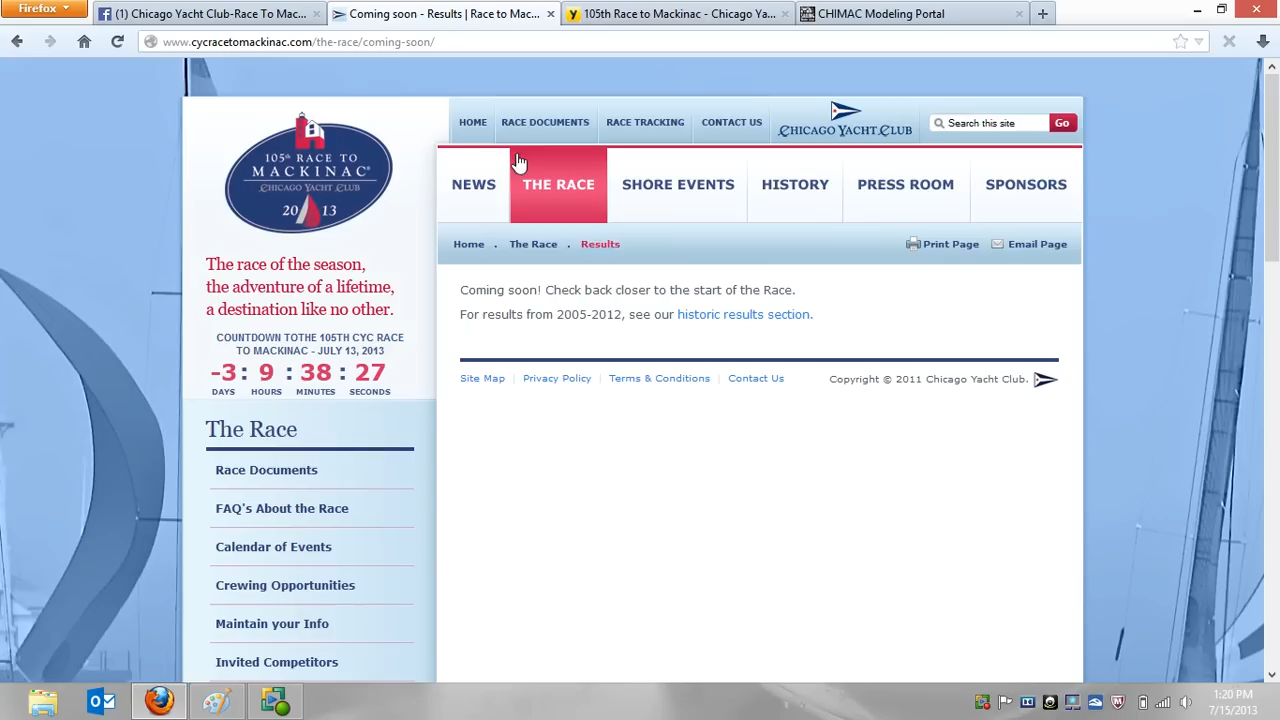 Firefox
(1) Chicago Yacht Club-Race To Mac...
Coming soon - Results | Race to Mac...
105th Race to Mackinac - Chicago Ya...
CHIMAC Modeling Portal
www.cycracetomackinac.com/the-race/coming-soon/
HOME
RACE DOCUMENTS
RACE TRACKING
CONTACT US
CHICAGO YACHT CLUB
Search this site
Go
105th RACE TO
MACKINAC
CHICAGO YACHT CLUB
20 13
NEWS
THE RACE
SHORE EVENTS
HISTORY
PRESS ROOM
SPONSORS
Home . The Race . Results
Print Page
Email Page
The race of the season,
the adventure of a lifetime,
a destination like no other.
COUNTDOWN TOTHE 105TH CYC RACE
TO MACKINAC - JULY 13, 2013
-3: 9 : 38 : 27
DAYS HOURS MINUTES SECONDS
Coming soon! Check back closer to the start of the Race.
For results from 2005-2012, see our historic results section.
Site Map | Privacy Policy | Terms & Conditions | Contact Us
Copyright © 2011 Chicago Yacht Club.
The Race
Race Documents
FAQ's About the Race
Calendar of Events
Crewing Opportunities
Maintain your Info
Invited Competitors
1:20 PM
7/15/2013